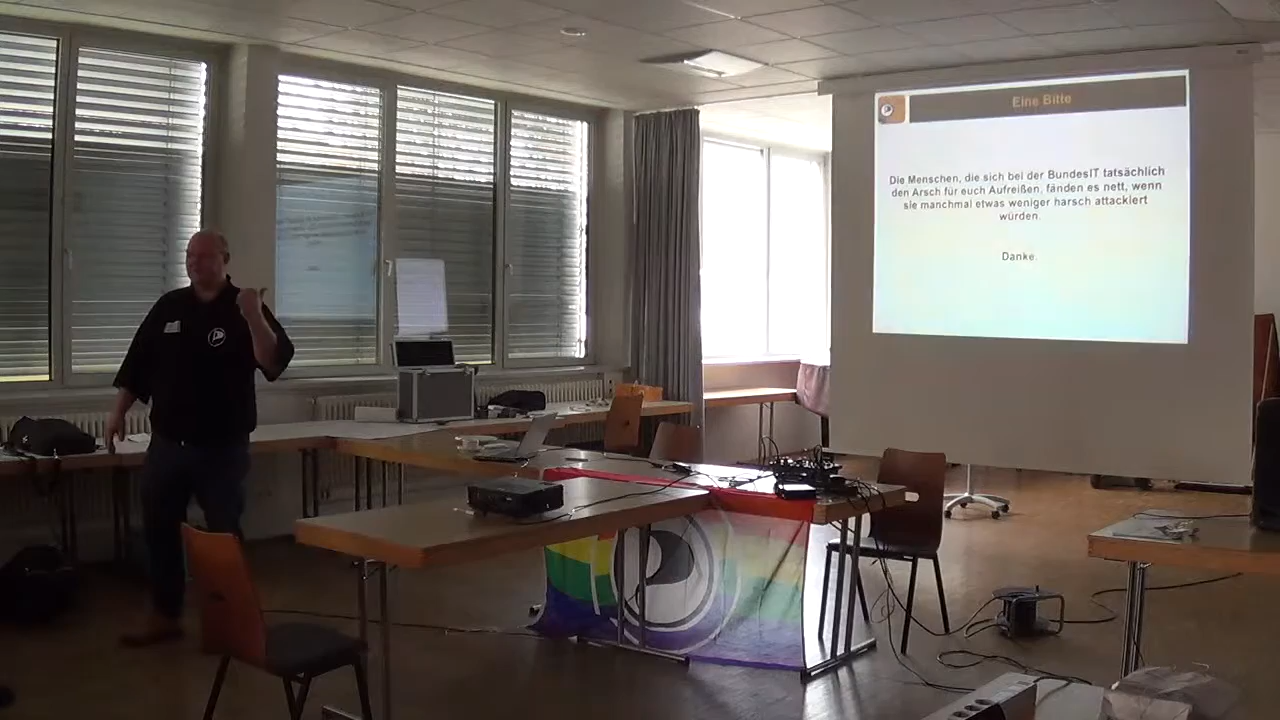 Eine Bitte
Die Menschen, die sich bei der BundesIT tatsächlich
den Arsch für euch Aufreißen, fänden es nett, wenn
sie manchmal etwas weniger harsch attackiert
würden.
Danke.